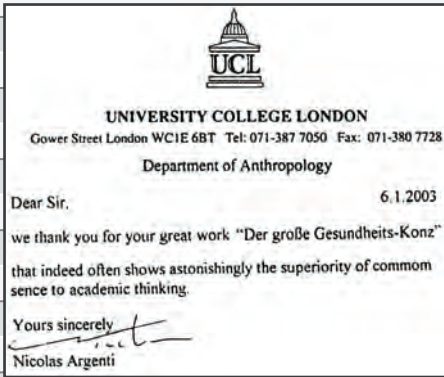 UCL
UNIVERSITY COLLEGE LONDON
Gower Street London WC1E 6BT Tel: 071-387 7050 Fax: 071-380 7728
Department of Anthropology
Dear Sir,
6.1.2003
we thank you for your great work "Der große Gesundheits-Konz"
that indeed often shows astonishingly the superiority of commom
sence to academic thinking.
Yours sincerely
Nicolas Argenti